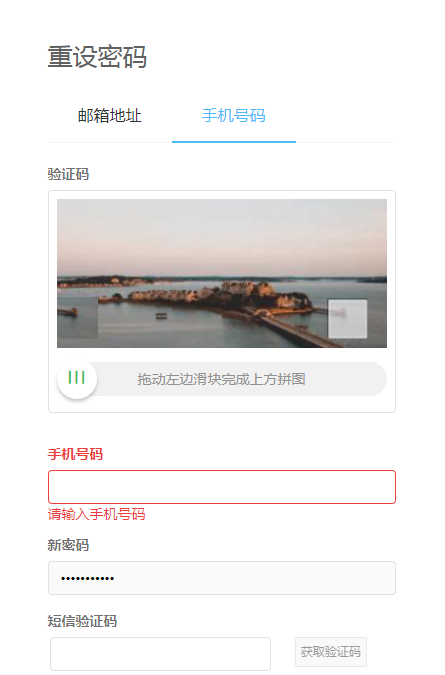 重设密码
邮箱地址 手机号码
验证码
拖动左边滑块完成上方拼图
手机号码
请输入手机号码
新密码
•••••••••••
短信验证码
获取验证码